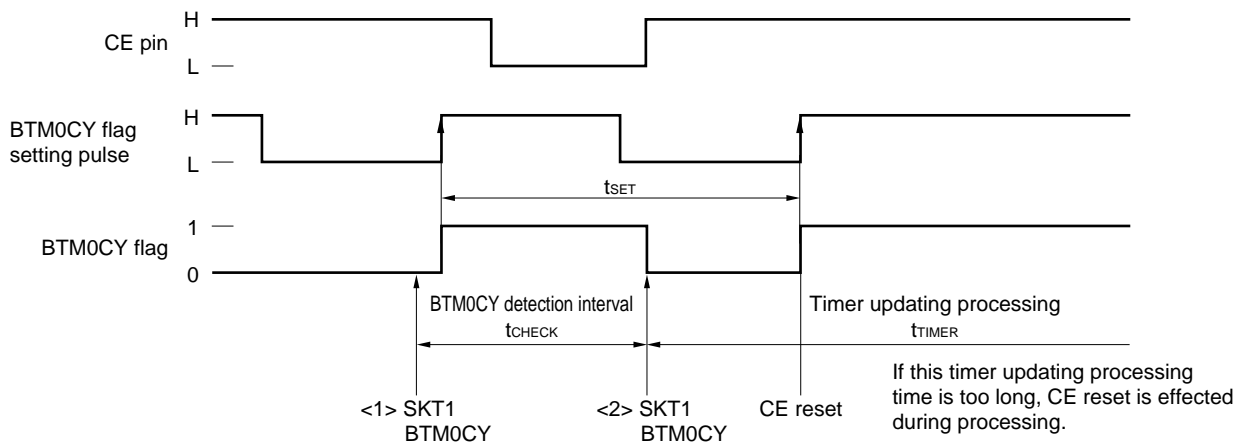 H
CE pin
L
H
BTM0CY flag
setting pulse
L
tSET
1
BTM0CY flag
0
BTM0CY detection interval
tCHECK
Timer updating processing
tTIMER
If this timer updating processing
time is too long, CE reset is effected
during processing.
<1> SKT1
BTM0CY
<2> SKT1
BTM0CY
CE reset